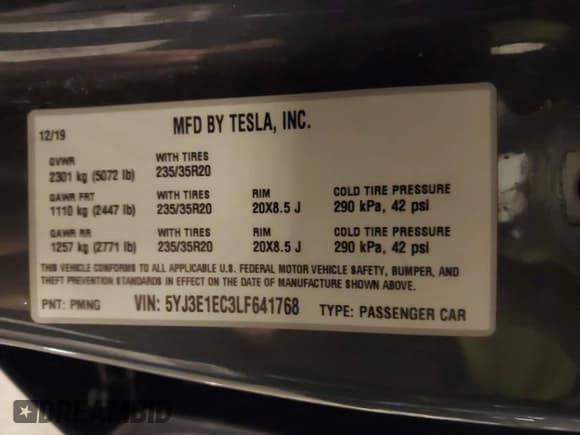 12/19 MFD BY TESLA, INC.
GVWR WITH TIRES
2301 kg (5072 lb) 235/35R20
GAWR FRT WITH TIRES RIM COLD TIRE PRESSURE
1110 kg (2447 lb) 235/35R20 20X8.5 J 290 kPa, 42 psi
GAWR RR WITH TIRES RIM COLD TIRE PRESSURE
1257 kg (2771 lb) 235/35R20 20X8.5 J 290 kPa, 42 psi
THIS VEHICLE CONFORMS TO ALL APPLICABLE U.S. FEDERAL MOTOR VEHICLE SAFETY, BUMPER, AND
THEFT PREVENTION STANDARDS IN EFFECT ON THE DATE OF MANUFACTURE SHOWN ABOVE.
PNT: PMNG VIN: 5YJ3E1EC3LF641768 TYPE: PASSENGER CAR
DREAMBID